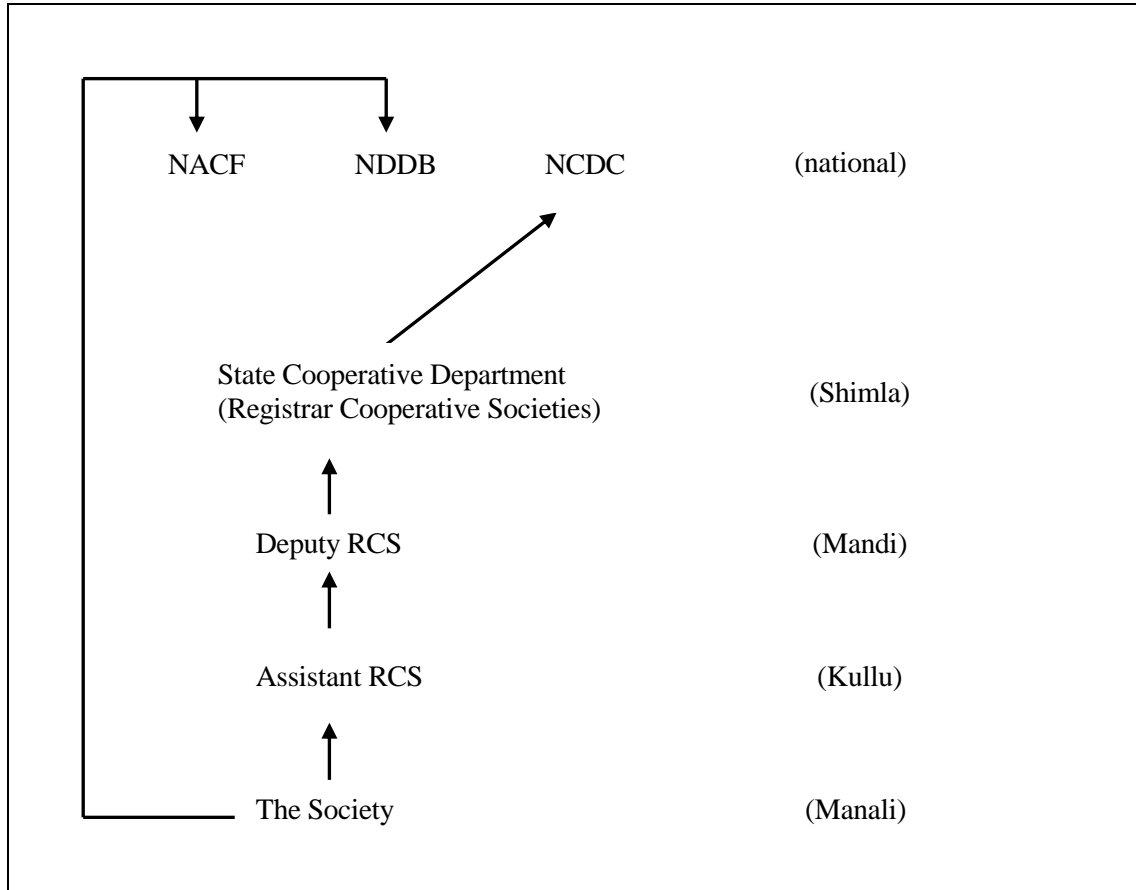 NACF NDDB NCDC (national)
State Cooperative Department
(Registrar Cooperative Societies) (Shimla)
Deputy RCS (Mandi)
Assistant RCS (Kullu)
The Society (Manali)